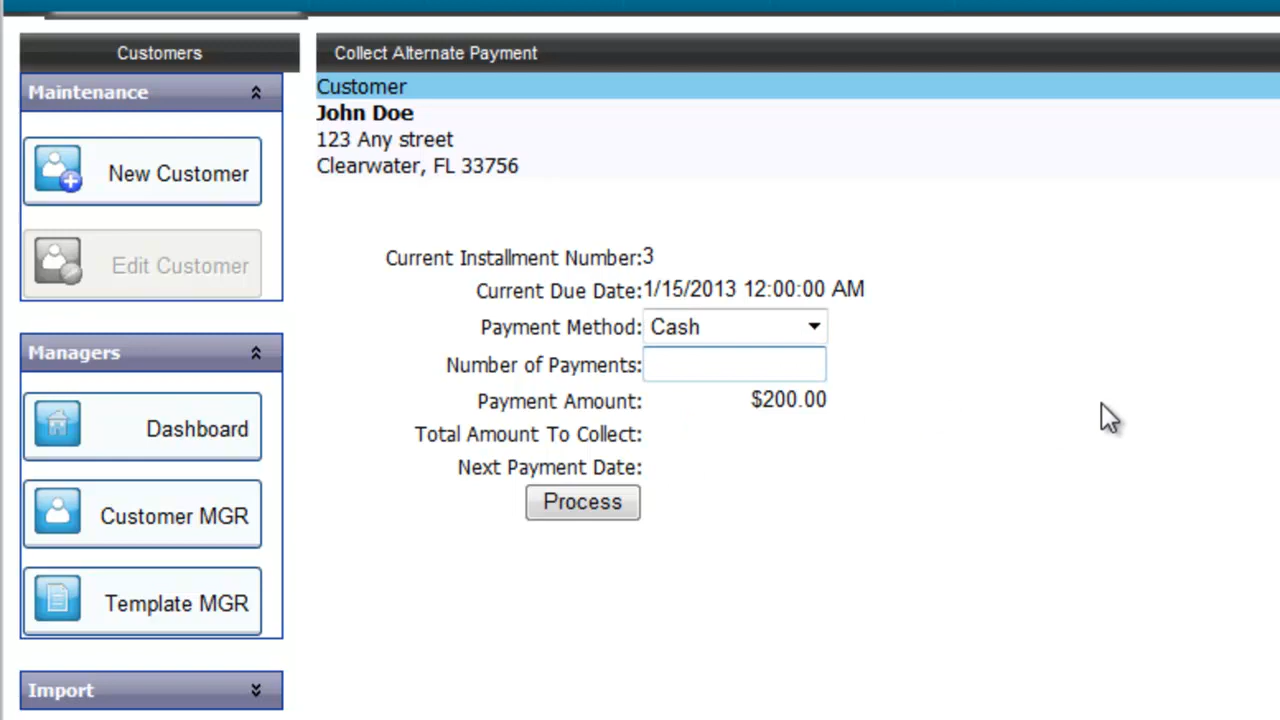 Customers
Maintenance
New Customer
Edit Customer
Managers
Dashboard
Customer MGR
Template MGR
Import
Collect Alternate Payment
Customer
John Doe
123 Any street
Clearwater, FL 33756
Current Installment Number:3
Current Due Date:1/15/2013 12:00:00 AM
Payment Method: Cash
Number of Payments:
Payment Amount: $200.00
Total Amount To Collect:
Next Payment Date:
Process